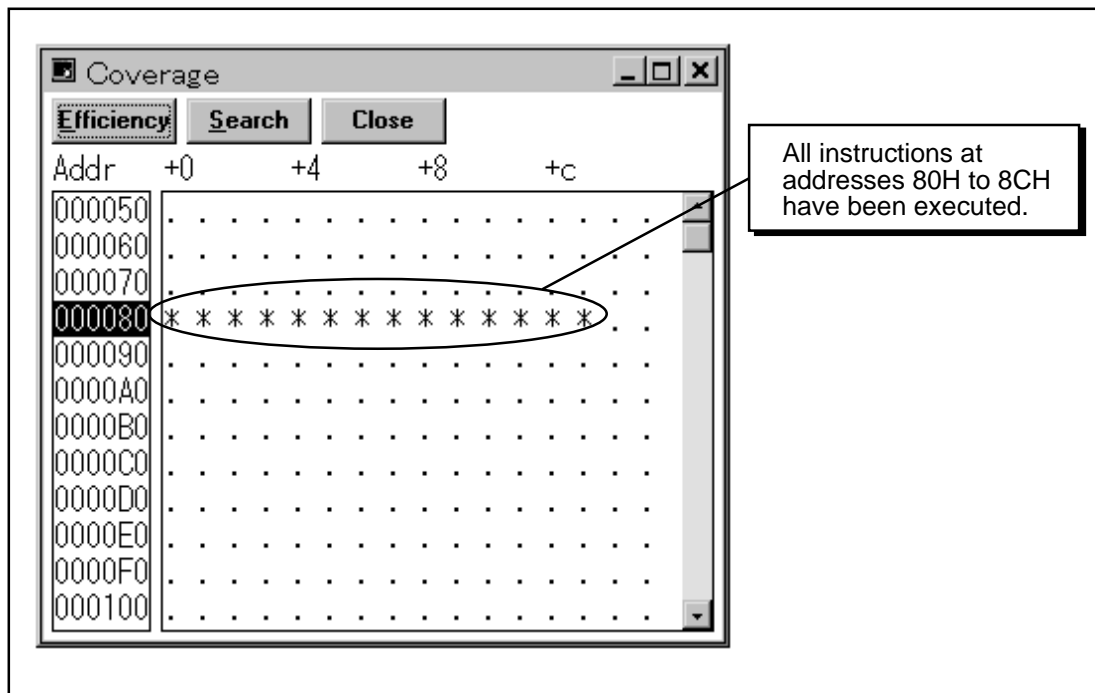 Coverage
Efficiency Search Close
Addr +0 +4 +8 +c
000050 . . . . . . . . . . . . . . . .
000060 . . . . . . . . . . . . . . . .
000070 . . . . . . . . . . . . . . . .
000080 * * * * * * * * * * * * * * . .
000090 . . . . . . . . . . . . . . . .
0000A0 . . . . . . . . . . . . . . . .
0000B0 . . . . . . . . . . . . . . . .
0000C0 . . . . . . . . . . . . . . . .
0000D0 . . . . . . . . . . . . . . . .
0000E0 . . . . . . . . . . . . . . . .
0000F0 . . . . . . . . . . . . . . . .
000100 . . . . . . . . . . . . . . . .
All instructions at
addresses 80H to 8CH
have been executed.